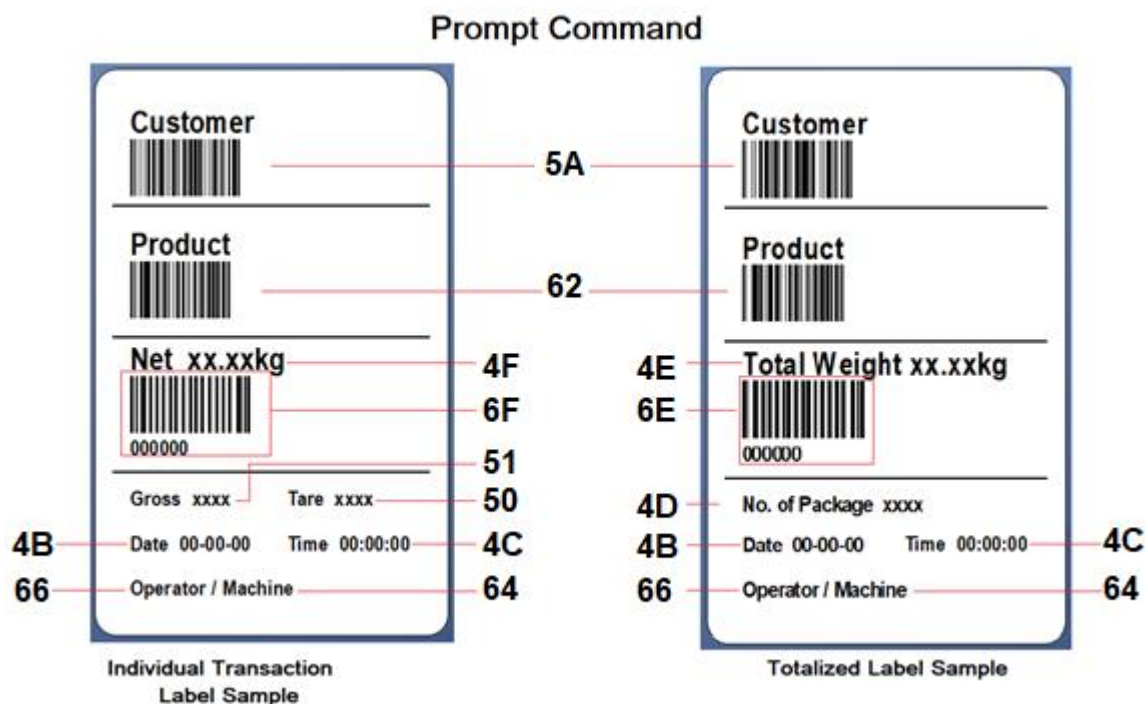 Prompt Command
Customer
Customer
5A
Product
Product
62
Net xx.xxkg
4F
4E
Total Weight xx.xxkg
6F
6E
000000
000000
51
Gross xxxx
Tare xxxx
50
4D
No. of Package xxxx
4B
Date 00-00-00
Time 00:00:00
4C
4B
Date 00-00-00
Time 00:00:00
4C
66
Operator / Machine
64
66
Operator / Machine
64
Individual Transaction
Label Sample
Totalized Label Sample